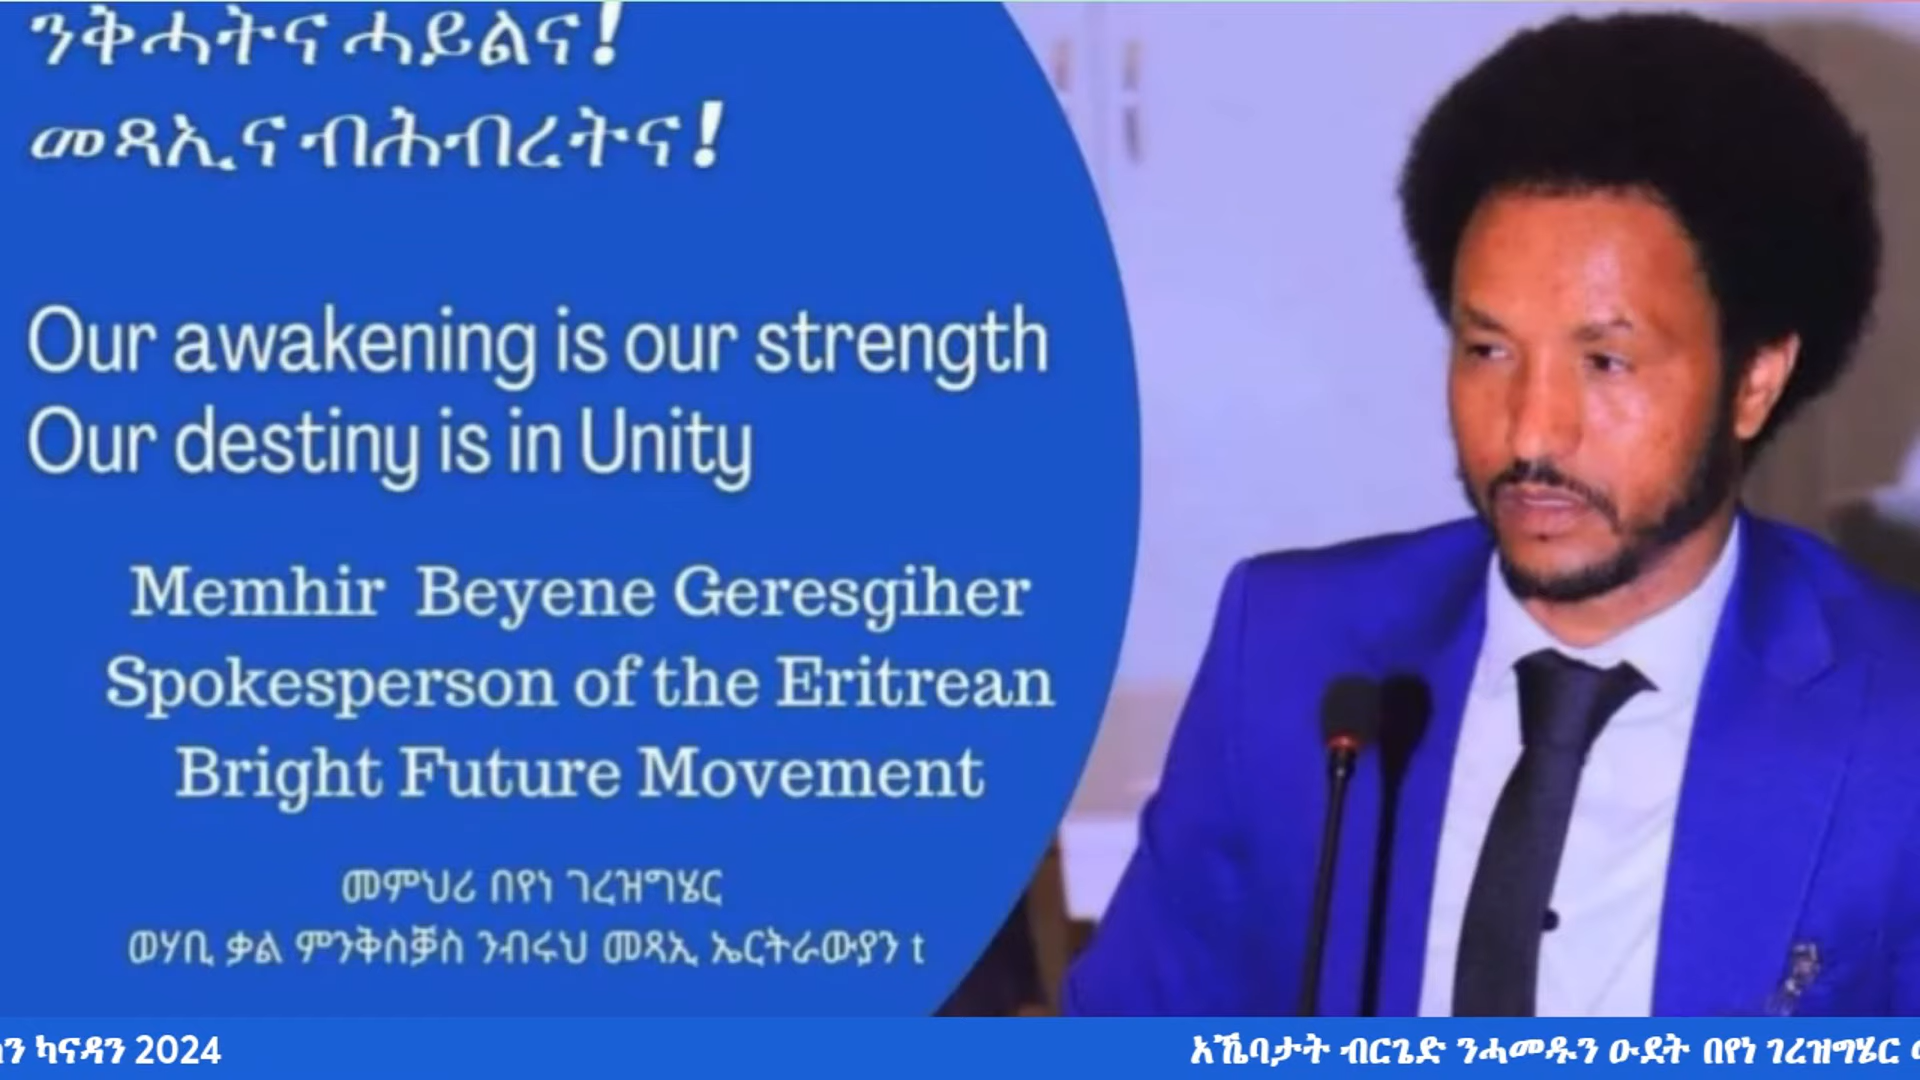 ንቅሓትና ሓይልና!
መጻኢና ብሕብረትና!
Our awakening is our strength
Our destiny is in Unity
Memhir Beyene Geresgiher
Spokesperson of the Eritrean
Bright Future Movement
መምህሪ በየነ ገረዝግሄር
ወሃቢ ቃል ምንቅስቓስ ንብሩህ መጻኢ ኤርትራውያን t
ካናዳን 2024
አኼባታት ብርጌድ ንሓመዱን ዑደት በየነ ገረዝግሄር